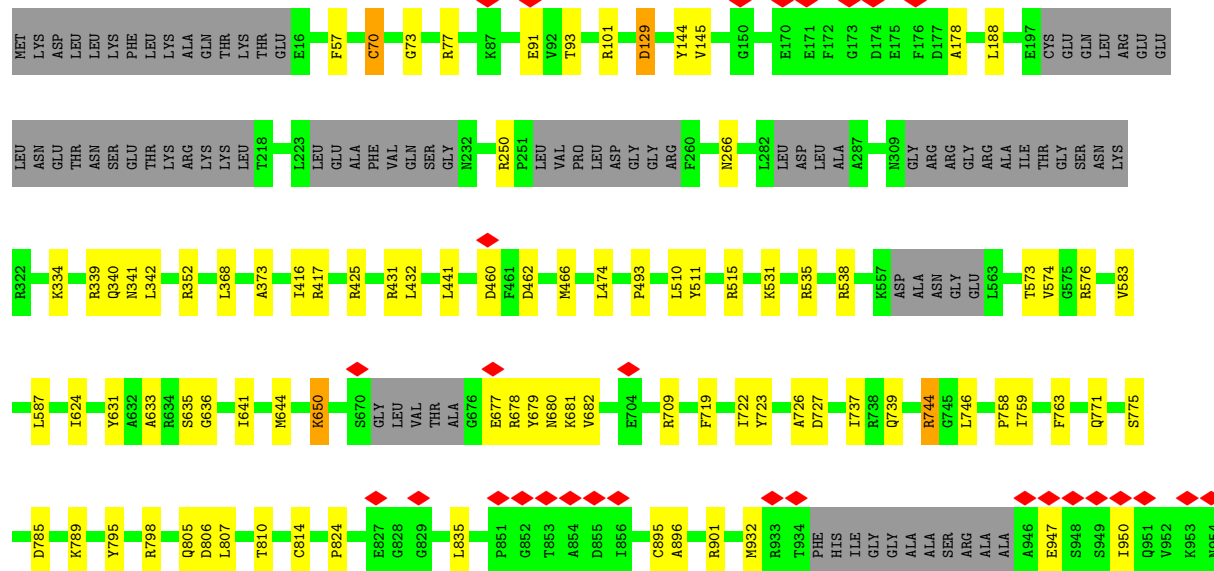 MET LYS ASP LEU LEU LYS PHE LEU LYS ALA GLN THR LYS THR GLU E16 F57 C70 G73 R77 K87 E91 V92 T93 R101 D129 Y144 V145 G150 E170 E171 F172 G173 D174 E175 F176 D177 A178 L188 E197 CYS GLU GLN LEU ARG GLU GLU
LEU ASN GLU THR ASN SER GLU THR LYS ARG LYS LYS LEU T218 L223 LEU GLU ALA PHE VAL GLN SER GLY N232 R250 P251 LEU VAL PRO LEU ASP GLY GLY ARG F260 N266 L282 LEU ASP LEU ALA A287 N309 GLY ARG ARG GLY ARG ALA ILE THR GLY SER ASN LYS
R322 K334 R339 Q340 N341 L342 R352 L368 A373 I416 R417 R425 R431 L432 L441 D460 F461 D462 M466 L474 P493 L510 Y511 R515 K531 R535 R538 K557 ASP ALA ASN GLY GLU L563 T573 V574 G575 R576 V583
L587 I624 Y631 A632 A633 R634 S635 G636 I641 M644 K650 S670 GLY LEU VAL THR ALA G676 E677 R678 Y679 N680 K681 V682 E704 R709 F719 I722 Y723 A726 D727 I737 R738 Q739 R744 G745 L746 P758 I759 F763 Q771 S775
D785 K789 Y795 R798 Q805 D806 L807 T810 C814 P824 E827 G828 G829 L835 P851 G852 T853 A854 D855 I856 C895 A896 R901 M932 R933 T934 PHE HIS ILE GLY GLY ALA ALA SER ARG ALA ALA A946 E947 S948 S949 I950 Q951 V952 K953 N954